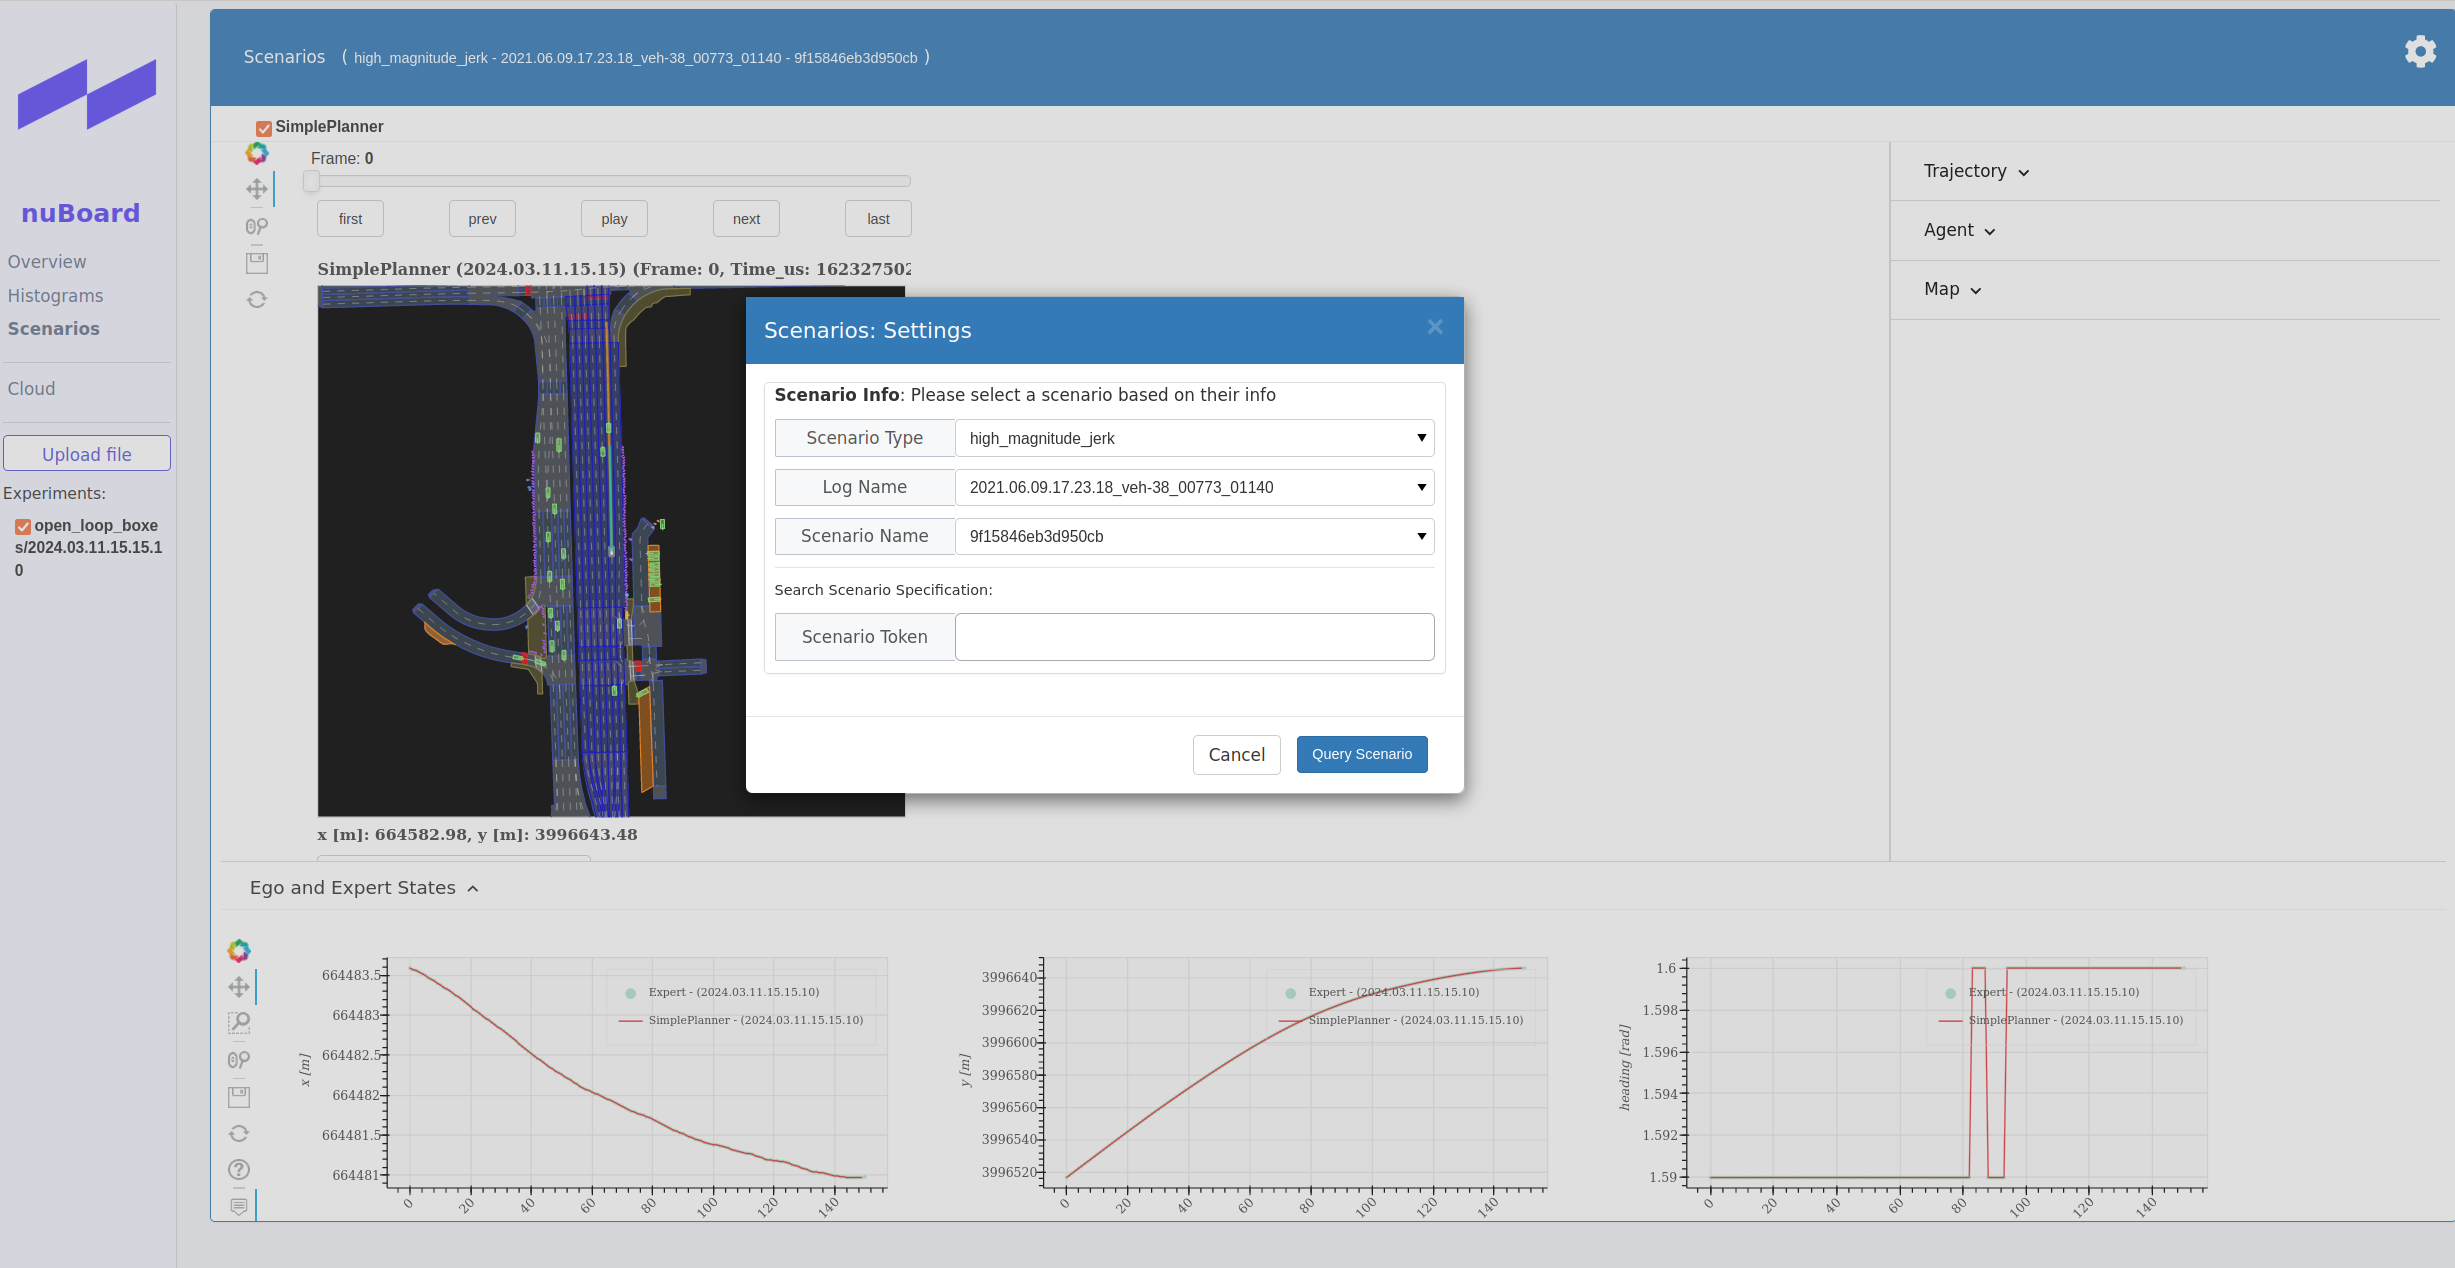 Scenarios ( high_magnitude_jerk - 2021.06.09.17.23.18_veh-38_00773_01140 - 9f15846eb3d950cb )
nuBoard
Overview
Histograms
Scenarios
Cloud
Upload file
Experiments:
open_loop_boxe
s/2024.03.11.15.15.1
0
SimplePlanner
Frame: 0
first prev play next last
SimplePlanner (2024.03.11.15.15) (Frame: 0, Time_us: 162327502
x [m]: 664582.98, y [m]: 3996643.48
Trajectory
Agent
Map
Scenarios: Settings ×
Scenario Info: Please select a scenario based on their info
Scenario Type high_magnitude_jerk
Log Name 2021.06.09.17.23.18_veh-38_00773_01140
Scenario Name 9f15846eb3d950cb
Search Scenario Specification:
Scenario Token
Cancel Query Scenario
Ego and Expert States
x [m]
664483.5
664483
664482.5
664482
664481.5
664481
0 20 40 60 80 100 120 140
Expert - (2024.03.11.15.15.10)
SimplePlanner - (2024.03.11.15.15.10)
y [m]
3996640
3996620
3996600
3996580
3996560
3996540
3996520
0 20 40 60 80 100 120 140
Expert - (2024.03.11.15.15.10)
SimplePlanner - (2024.03.11.15.15.10)
heading [rad]
1.6
1.598
1.596
1.594
1.592
1.59
0 20 40 60 80 100 120 140
Expert - (2024.03.11.15.15.10)
SimplePlanner - (2024.03.11.15.15.10)